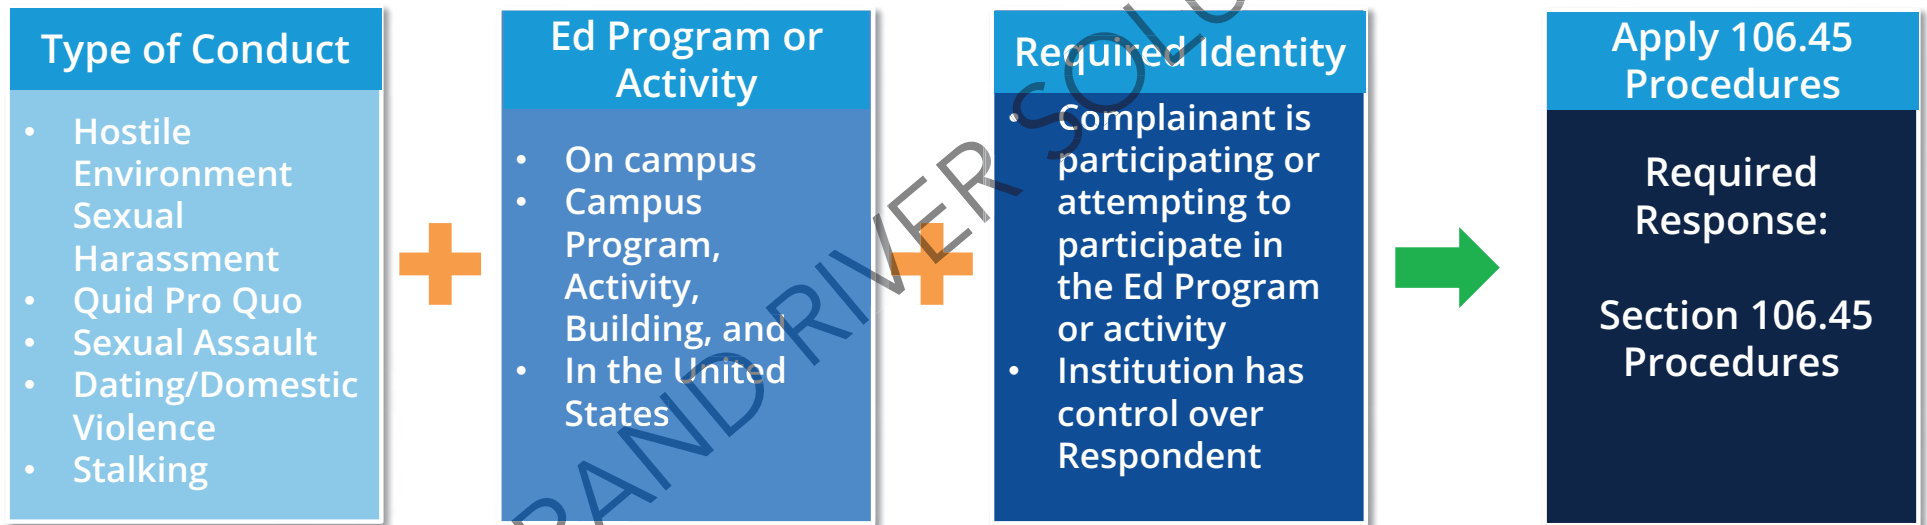 Type of Conduct
• Hostile
Environment
Sexual
Harassment
• Quid Pro Quo
• Sexual Assault
• Dating/Domestic
Violence
• Stalking
Ed Program or
Activity
• On campus
• Campus
Program,
Activity,
Building, and
• In the United
States
Required Identity
• Complainant is
participating or
attempting to
participate in
the Ed Program
or activity
• Institution has
control over
Respondent
Apply 106.45
Procedures
Required
Response:
Section 106.45
Procedures
RAND RIVER SOLU